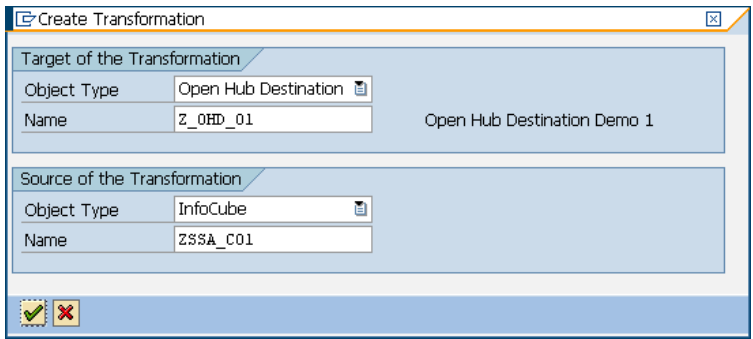 Create Transformation
Target of the Transformation
Object Type Open Hub Destination
Name Z_OHD_01 Open Hub Destination Demo 1
Source of the Transformation
Object Type InfoCube
Name ZSSA_C01